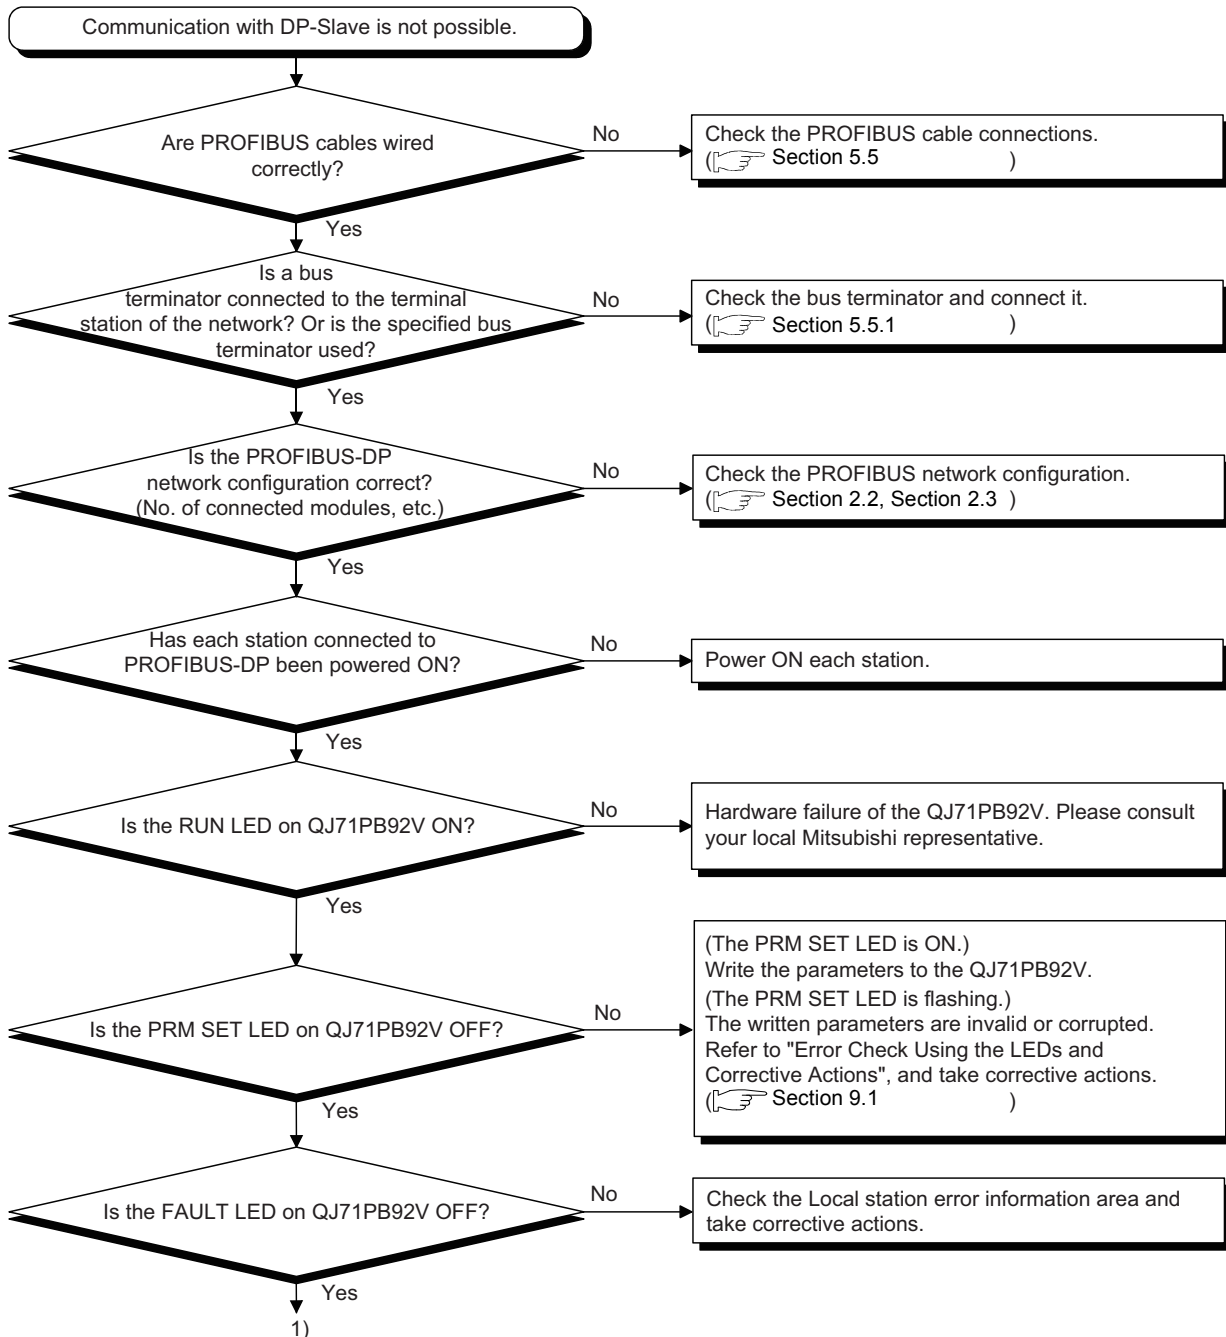 Communication with DP-Slave is not possible.
Are PROFIBUS cables wired
correctly?
No
Check the PROFIBUS cable connections.
( Section 5.5 )
Yes
Is a bus
terminator connected to the terminal
station of the network? Or is the specified bus
terminator used?
No
Check the bus terminator and connect it.
( Section 5.5.1 )
Yes
Is the PROFIBUS-DP
network configuration correct?
(No. of connected modules, etc.)
No
Check the PROFIBUS network configuration.
( Section 2.2, Section 2.3 )
Yes
Has each station connected to
PROFIBUS-DP been powered ON?
No
Power ON each station.
Yes
Is the RUN LED on QJ71PB92V ON?
No
Hardware failure of the QJ71PB92V. Please consult
your local Mitsubishi representative.
Yes
Is the PRM SET LED on QJ71PB92V OFF?
No
(The PRM SET LED is ON.)
Write the parameters to the QJ71PB92V.
(The PRM SET LED is flashing.)
The written parameters are invalid or corrupted.
Refer to "Error Check Using the LEDs and
Corrective Actions", and take corrective actions.
( Section 9.1 )
Yes
Is the FAULT LED on QJ71PB92V OFF?
No
Check the Local station error information area and
take corrective actions.
Yes
1)